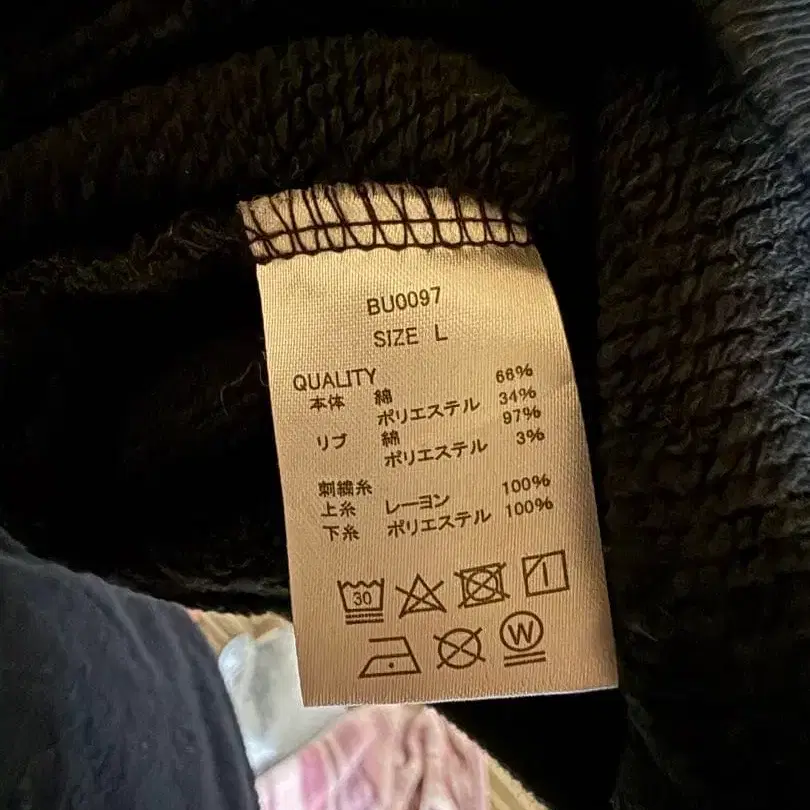 BU0097
SIZE L
QUALITY
本体 綿 66%
ポリエステル 34%
リブ 綿 97%
ポリエステル 3%
刺繍糸
上糸 レーヨン 100%
下糸 ポリエステル 100%
30
W